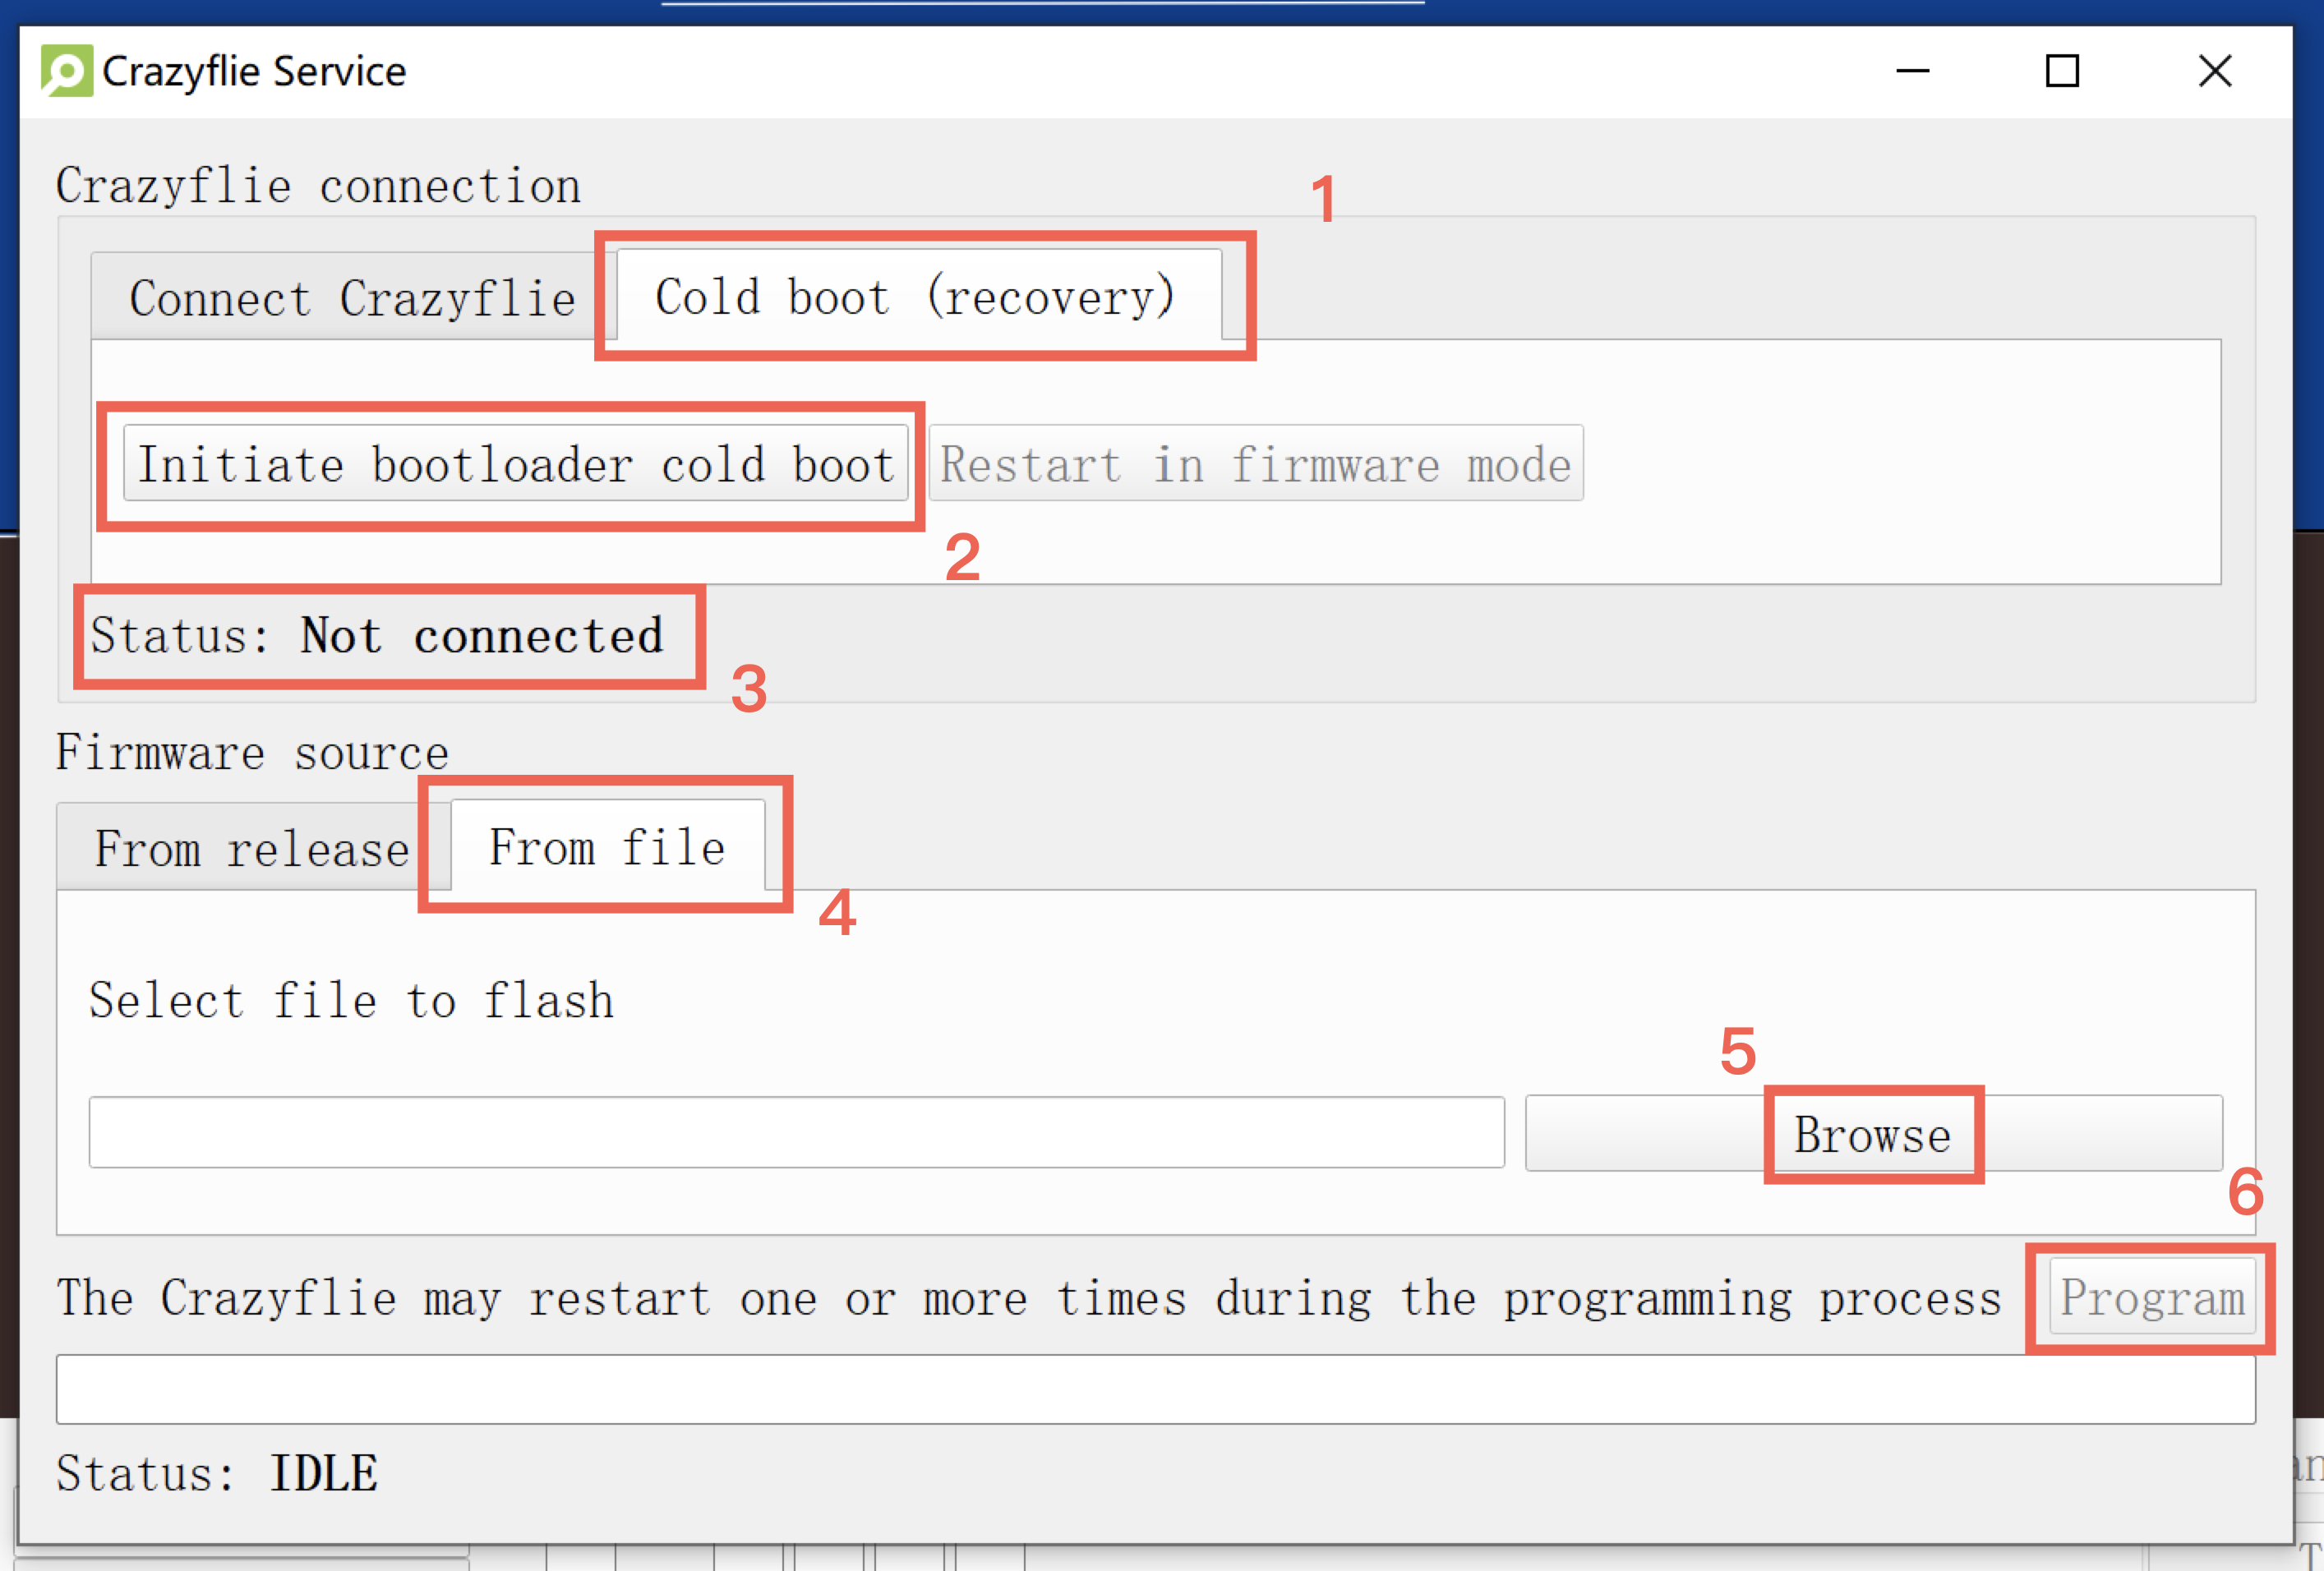 Crazyflie Service
Crazyflie connection
1
Connect Crazyflie
Cold boot (recovery)
Initiate bootloader cold boot
Restart in firmware mode
2
Status: Not connected
3
Firmware source
From release
From file
4
Select file to flash
5
Browse
6
The Crazyflie may restart one or more times during the programming process
Program
Status: IDLE